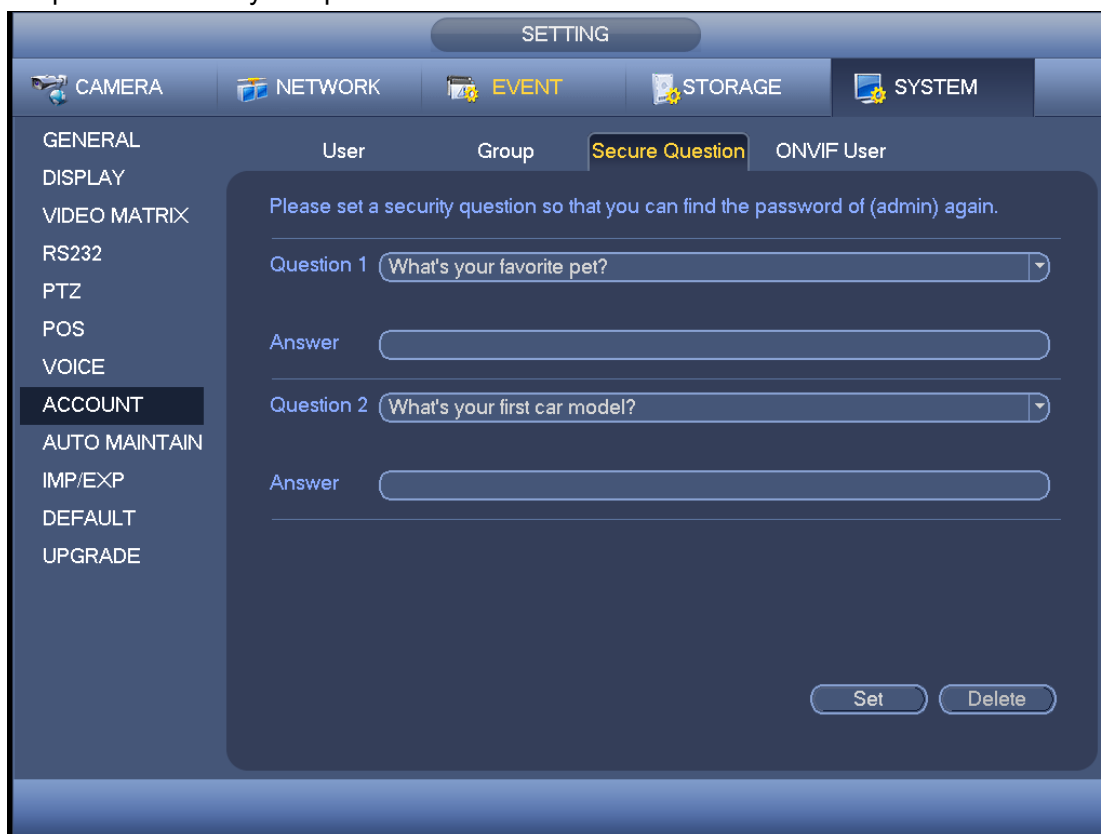 SETTING
CAMERA NETWORK EVENT STORAGE SYSTEM
GENERAL
DISPLAY
VIDEO MATRIX
RS232
PTZ
POS
VOICE
ACCOUNT
AUTO MAINTAIN
IMP/EXP
DEFAULT
UPGRADE
User Group Secure Question ONVIF User
Please set a security question so that you can find the password of (admin) again.
Question 1 What's your favorite pet?
Answer
Question 2 What's your first car model?
Answer
Set Delete